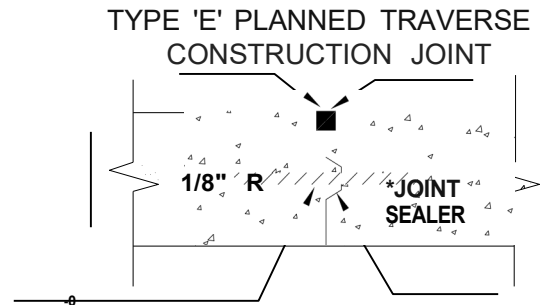 TYPE 'E' PLANNED TRAVERSE
CONSTRUCTION JOINT
1/8" R
*JOINT
SEALER